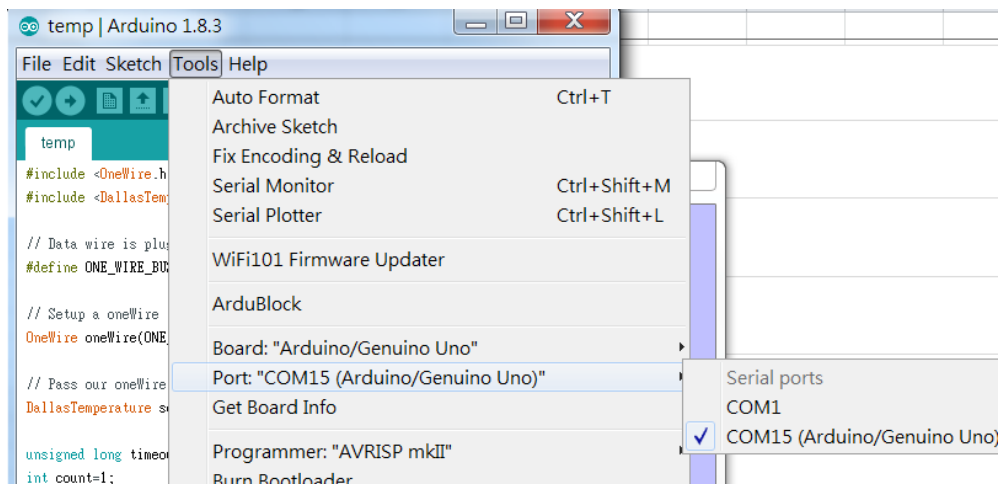 temp | Arduino 1.8.3
File Edit Sketch Tools Help
temp
#include <OneWire.h
#include <DallasTem
// Data wire is plu
#define ONE_WIRE_BU
// Setup a oneWire
OneWire oneWire(ONE
// Pass our oneWire
DallasTemperature s
unsigned long timeo
int count=1;
Auto Format Ctrl+T
Archive Sketch
Fix Encoding & Reload
Serial Monitor Ctrl+Shift+M
Serial Plotter Ctrl+Shift+L
WiFi101 Firmware Updater
ArduBlock
Board: "Arduino/Genuino Uno"
Port: "COM15 (Arduino/Genuino Uno)"
Get Board Info
Programmer: "AVRISP mkII"
Burn Bootloader
Serial ports
COM1
COM15 (Arduino/Genuino Uno)